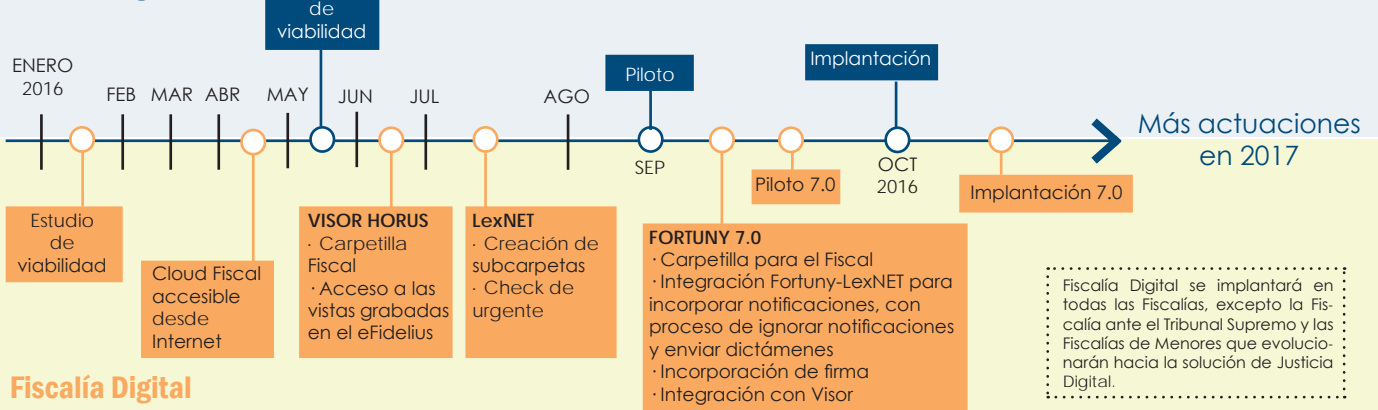 de
viabilidad
ENERO
2016
FEB
MAR
ABR
MAY
JUN
JUL
AGO
Piloto
SEP
Implantación
OCT
2016
Más actuaciones
en 2017
Estudio
de
viabilidad
Cloud Fiscal
accesible
desde
Internet
VISOR HORUS
· Carpetilla
Fiscal
· Acceso a las
vistas grabadas
en el eFidelius
LexNET
· Creación de
subcarpetas
· Check de
urgente
FORTUNY 7.0
· Carpetilla para el Fiscal
· Integración Fortuny-LexNET para
incorporar notificaciones, con
proceso de ignorar notificaciones
y enviar dictámenes
· Incorporación de firma
· Integración con Visor
Piloto 7.0
Implantación 7.0
Fiscalía Digital se implantará en
todas las Fiscalías, excepto la Fis-
calía ante el Tribunal Supremo y las
Fiscalías de Menores que evolucio-
narán hacia la solución de Justicia
Digital.
Fiscalía Digital